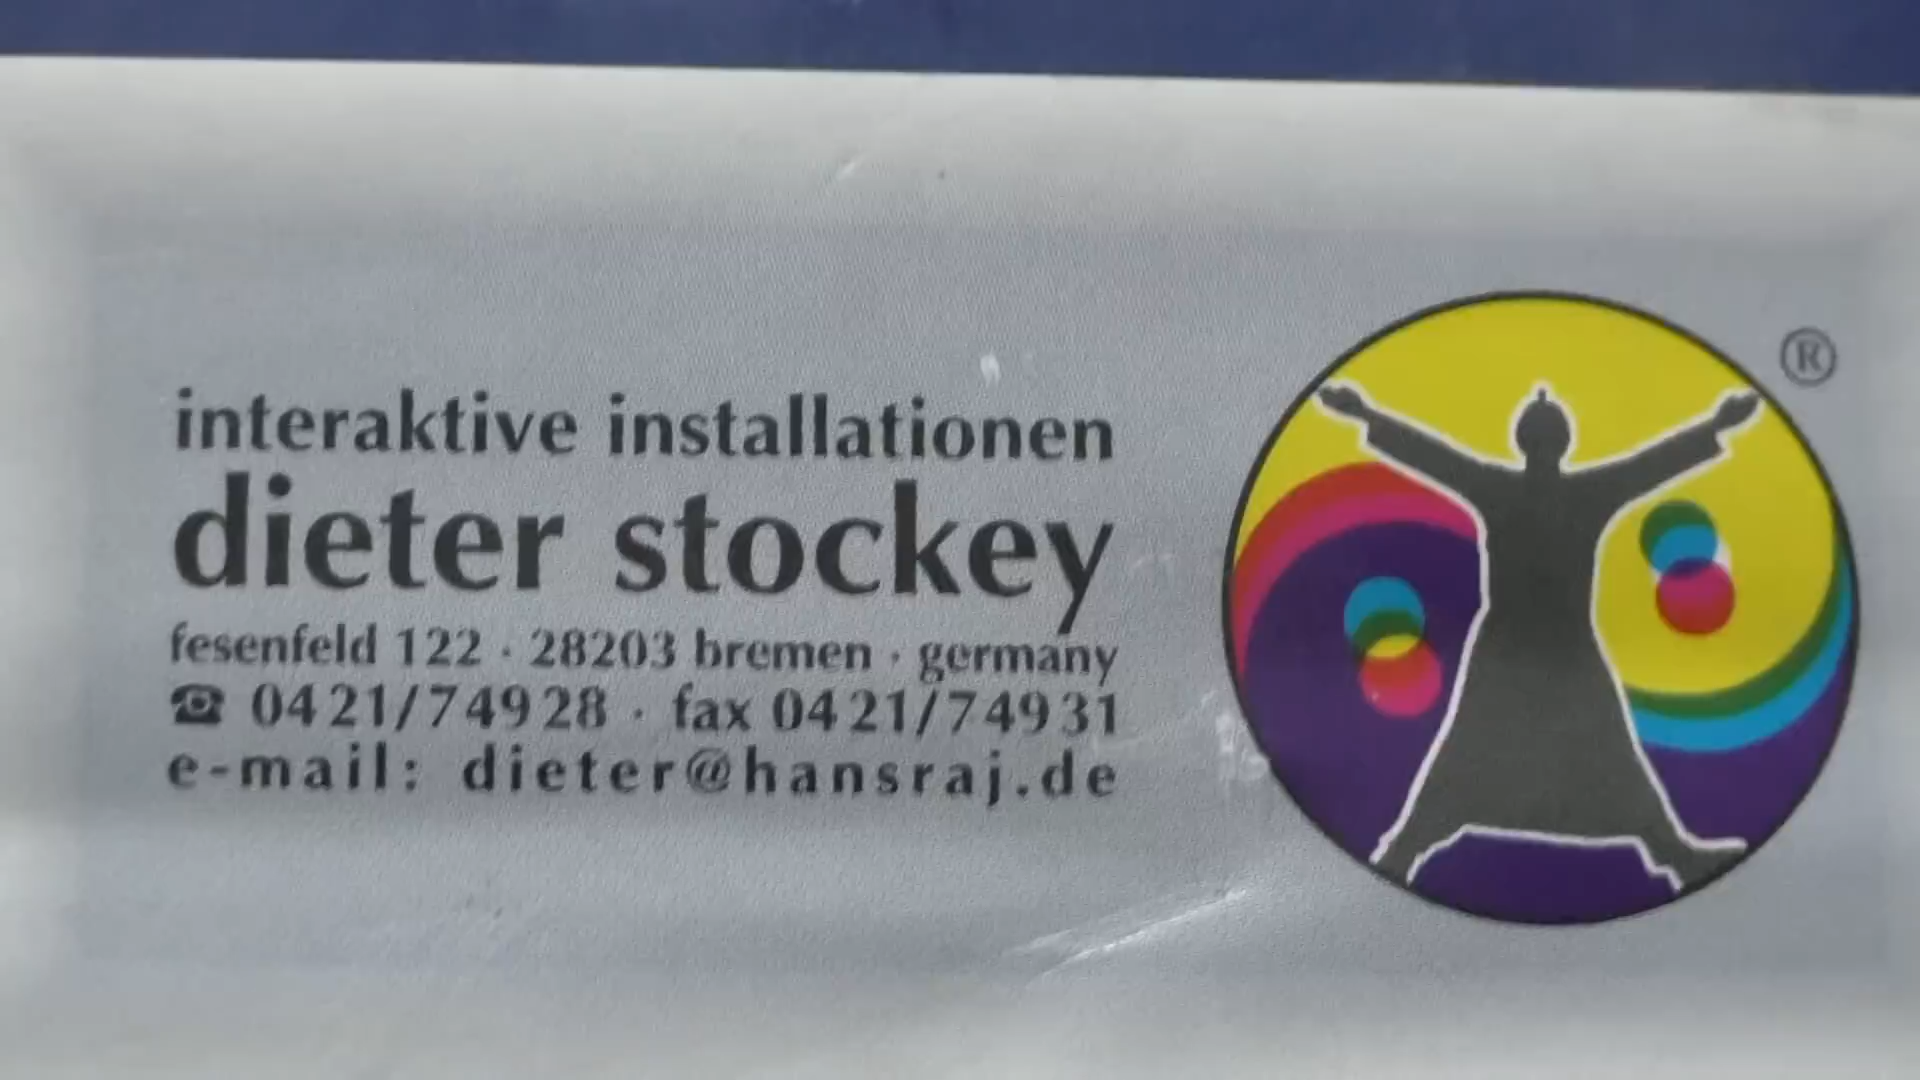 interaktive installationen
dieter stockey
fesenfeld 122 · 28203 bremen · germany
☎ 0421/74928 · fax 0421/74931
e-mail: dieter@hansraj.de
®